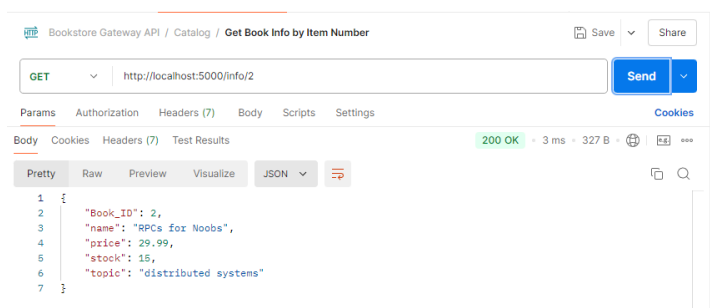 HTTP Bookstore Gateway API / Catalog / Get Book Info by Item Number Save Share
GET http://localhost:5000/info/2 Send
Params Authorization Headers (7) Body Scripts Settings Cookies
Body Cookies Headers (7) Test Results 200 OK • 3 ms • 327 B • e.g. ooo
Pretty Raw Preview Visualize JSON
1 {
2 "Book_ID": 2,
3 "name": "RPCs for Noobs",
4 "price": 29.99,
5 "stock": 15,
6 "topic": "distributed systems"
7 }